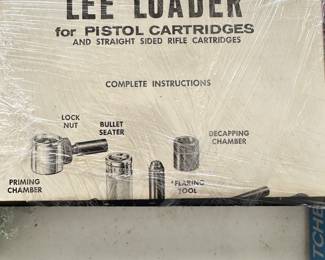 LEE LOADER
for PISTOL CARTRIDGES
AND STRAIGHT SIDED RIFLE CARTRIDGES
COMPLETE INSTRUCTIONS
LOCK
NUT
BULLET
SEATER
DECAPPING
CHAMBER
PRIMING
CHAMBER
FLARING
TOOL